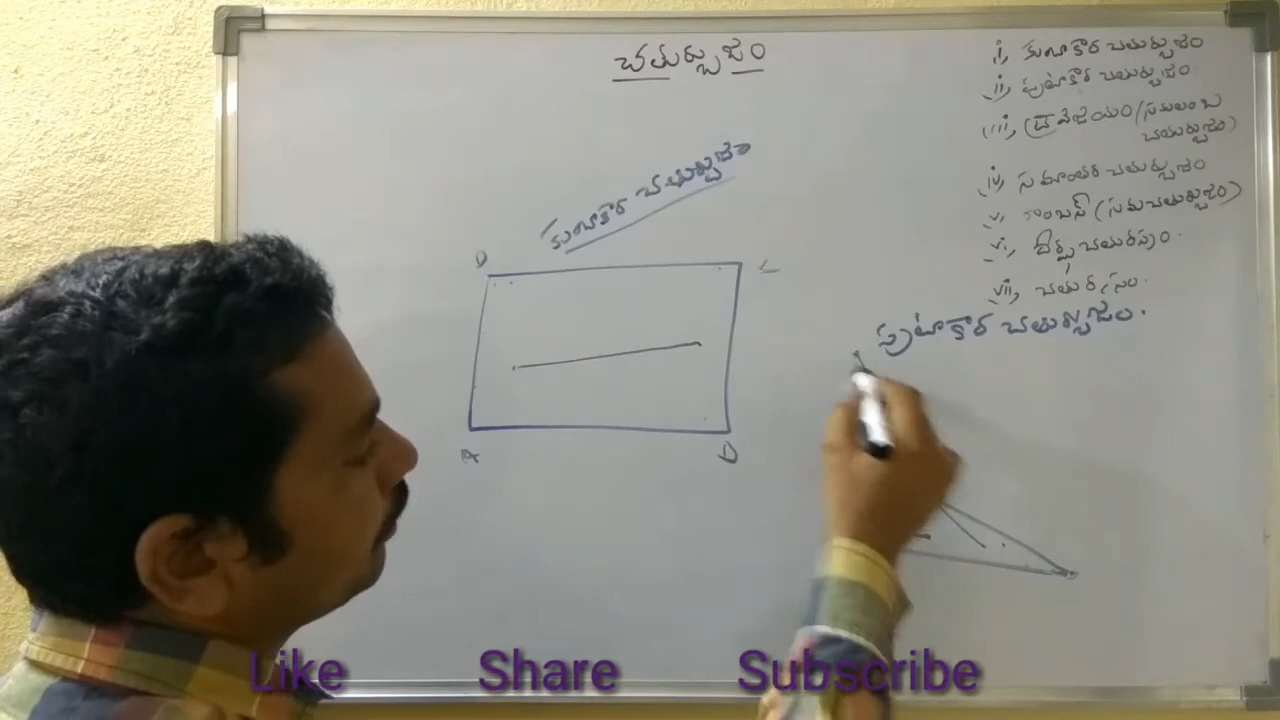 చతుర్భుజం
i, కుంభాకార చతుర్భుజం
ii, పుటాకార చతుర్భుజం.
iii, (ట్రాపిజియం/సమలంబ
చతుర్భుజం)
iv, సమాంతర చతుర్భుజం
v, రాంబస్ (సమచతుర్భుజం)
vi, దీర్ఘ చతురస్రం.
vii, చతురస్రం.
కుంభాకార చతుర్భుజం
పుటాకార చతుర్భుజం.
D C
A D
Like Share Subscribe